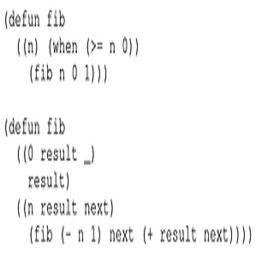 (defun fib
((n) (when (>= n 0))
(fib n 0 1)))
(defun fib
((0 result _)
result)
((n result next)
(fib (- n 1) next (+ result next))))